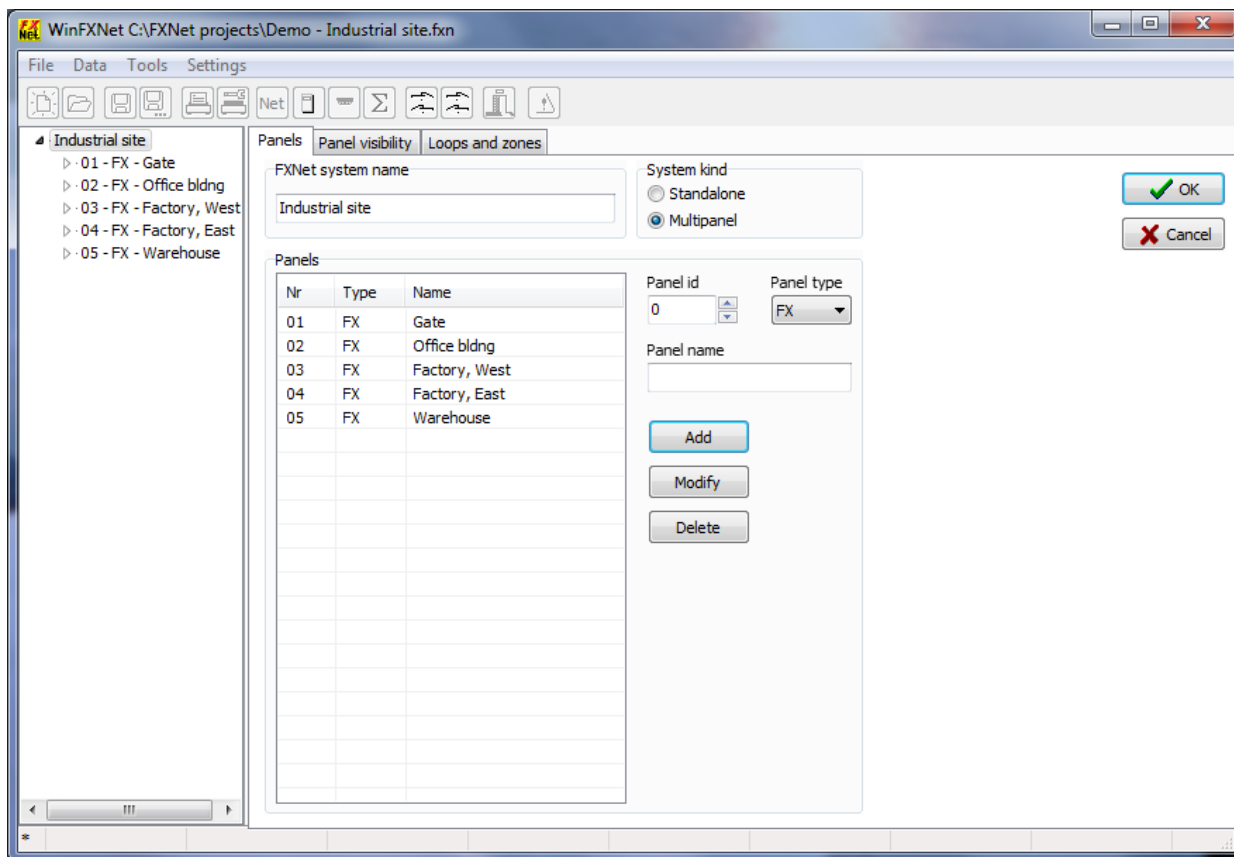 WinFXNet C:\FXNet projects\Demo - Industrial site.fxn
File Data Tools Settings
Net
Industrial site
01 - FX - Gate
02 - FX - Office bldng
03 - FX - Factory, West
04 - FX - Factory, East
05 - FX - Warehouse
Panels Panel visibility Loops and zones
FXNet system name
Industrial site
System kind
Standalone
Multipanel
OK
Cancel
Panels
Nr Type Name
01 FX Gate
02 FX Office bldng
03 FX Factory, West
04 FX Factory, East
05 FX Warehouse
Panel id Panel type
0 FX
Panel name
Add
Modify
Delete
*